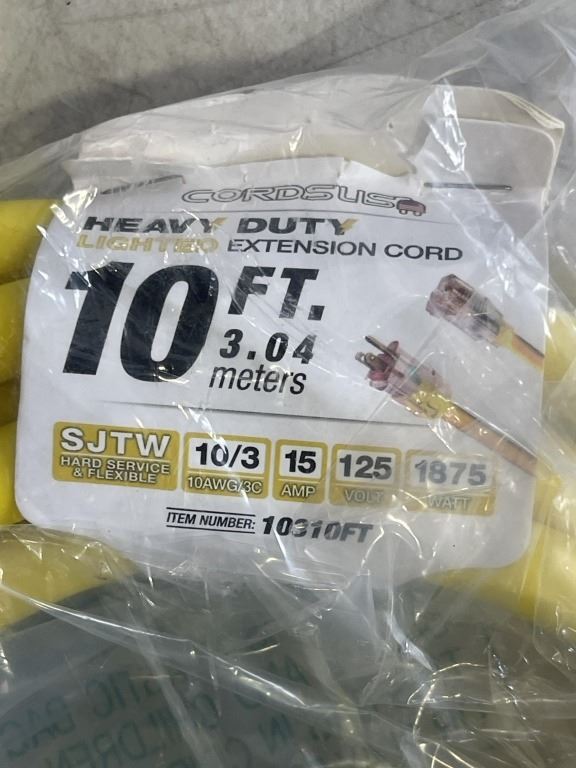 CORDSUS
HEAVY DUTY
LIGHTED EXTENSION CORD
10 FT.
3.04
meters
SJTW
HARD SERVICE
& FLEXIBLE
10/3
10AWG/3C
15
AMP
125
VOLT
1875
WATT
ITEM NUMBER: 10310FT